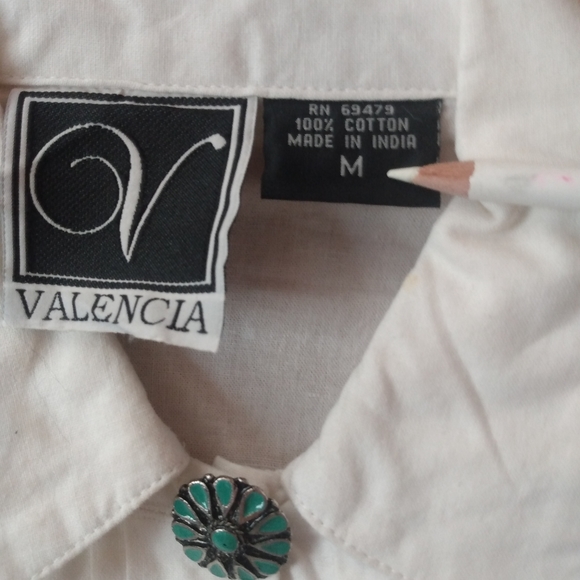 V
VALENCIA
RN 69479
100% COTTON
MADE IN INDIA
M